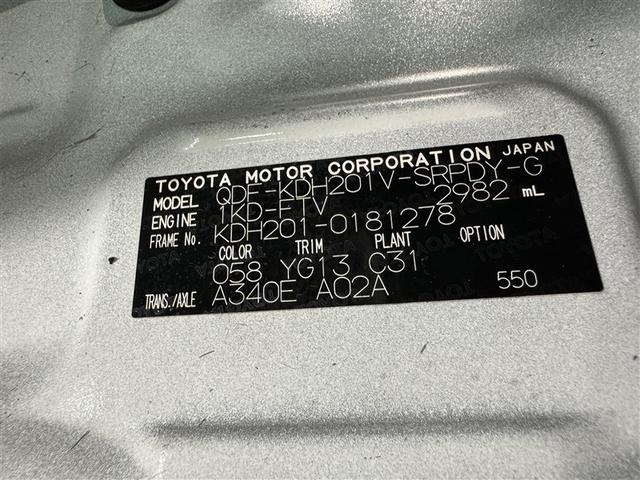 TOYOTA MOTOR CORPORATION JAPAN
MODEL QDF-KDH201V-SRPDY-G
ENGINE 1KD-FTV 2982 mL
FRAME No. KDH201-0181278
COLOR TRIM PLANT OPTION
058 YG13 C31
TRANS./AXLE A340E A02A 550